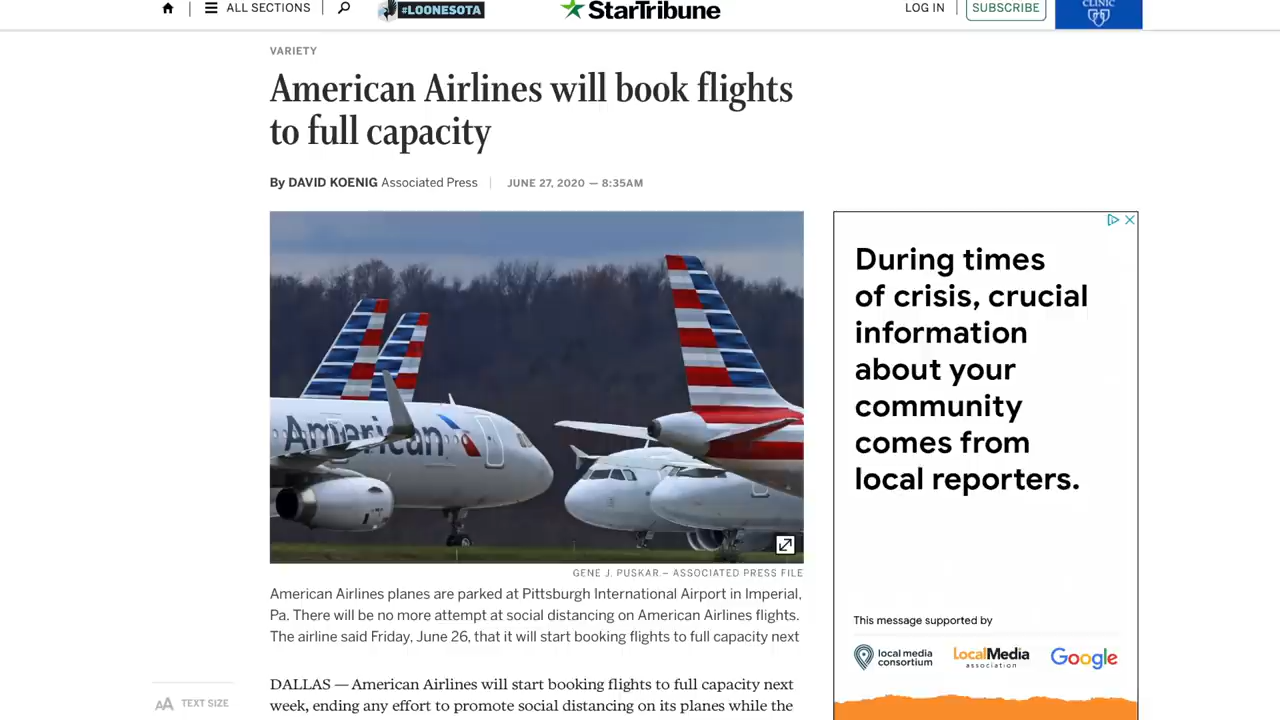 ALL SECTIONS
#LOONESOTA
StarTribune
LOG IN
SUBSCRIBE
CLINIC
VARIETY
American Airlines will book flights
to full capacity
By DAVID KOENIG Associated Press
JUNE 27, 2020 — 8:35AM
American
During times
of crisis, crucial
information
about your
community
comes from
local reporters.
This message supported by
local media
consortium
LocalMedia
association
Google
GENE J. PUSKAR – ASSOCIATED PRESS FILE
American Airlines planes are parked at Pittsburgh International Airport in Imperial,
Pa. There will be no more attempt at social distancing on American Airlines flights.
The airline said Friday, June 26, that it will start booking flights to full capacity next
AA TEXT SIZE
DALLAS — American Airlines will start booking flights to full capacity next
week, ending any effort to promote social distancing on its planes while the